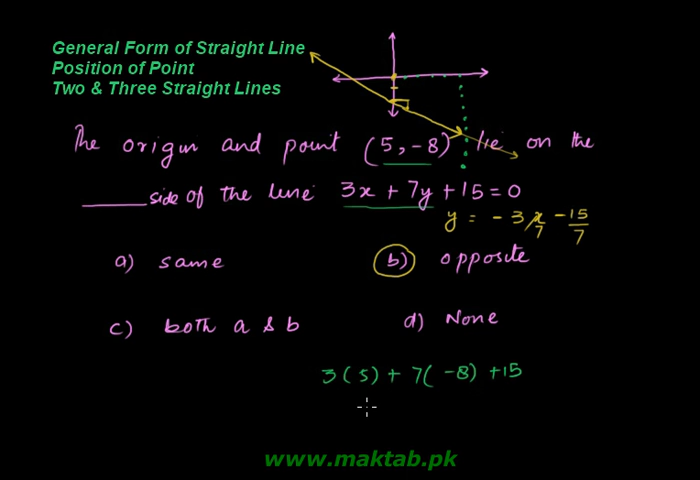 General Form of Straight Line
Position of Point
Two & Three Straight Lines
The origin and point (5, -8) lie on the
______ side of the line 3x + 7y + 15 = 0
y = -3x/7 - 15/7
a) same
b) opposite
c) both a & b
d) None
3(5) + 7(-8) + 15
www.maktab.pk